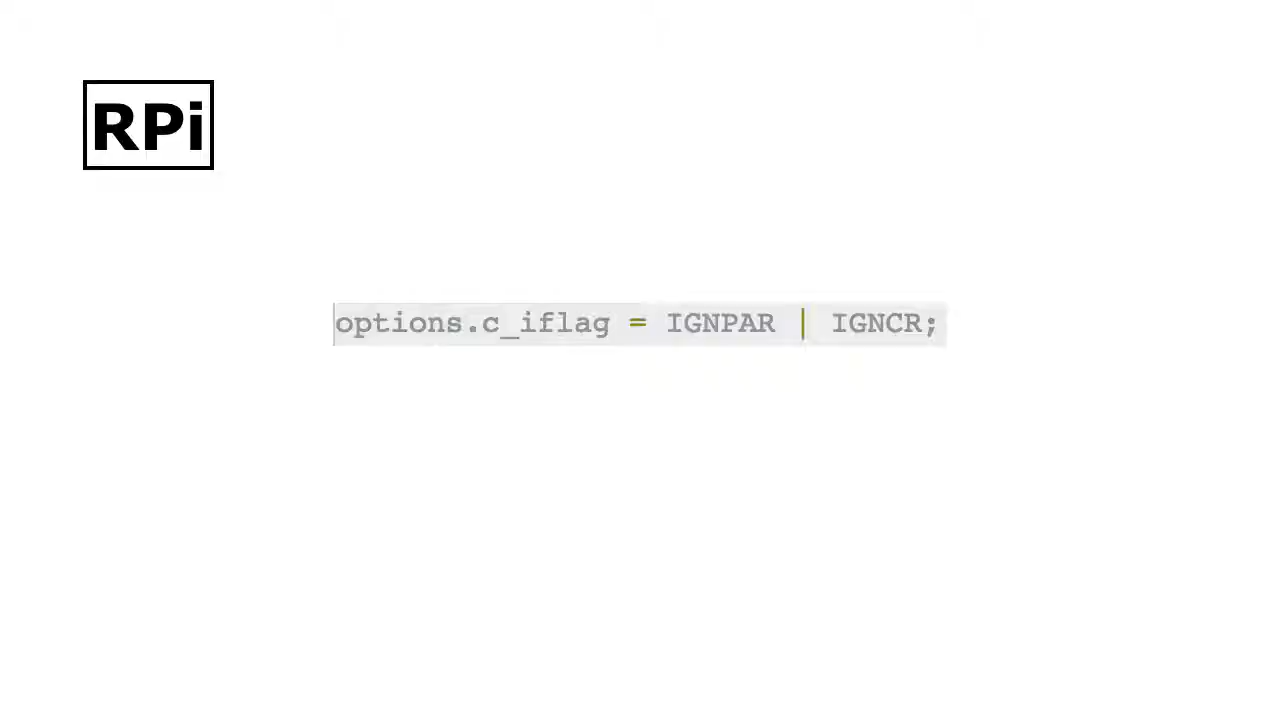 RPi
options.c_iflag = IGNPAR | IGNCR;